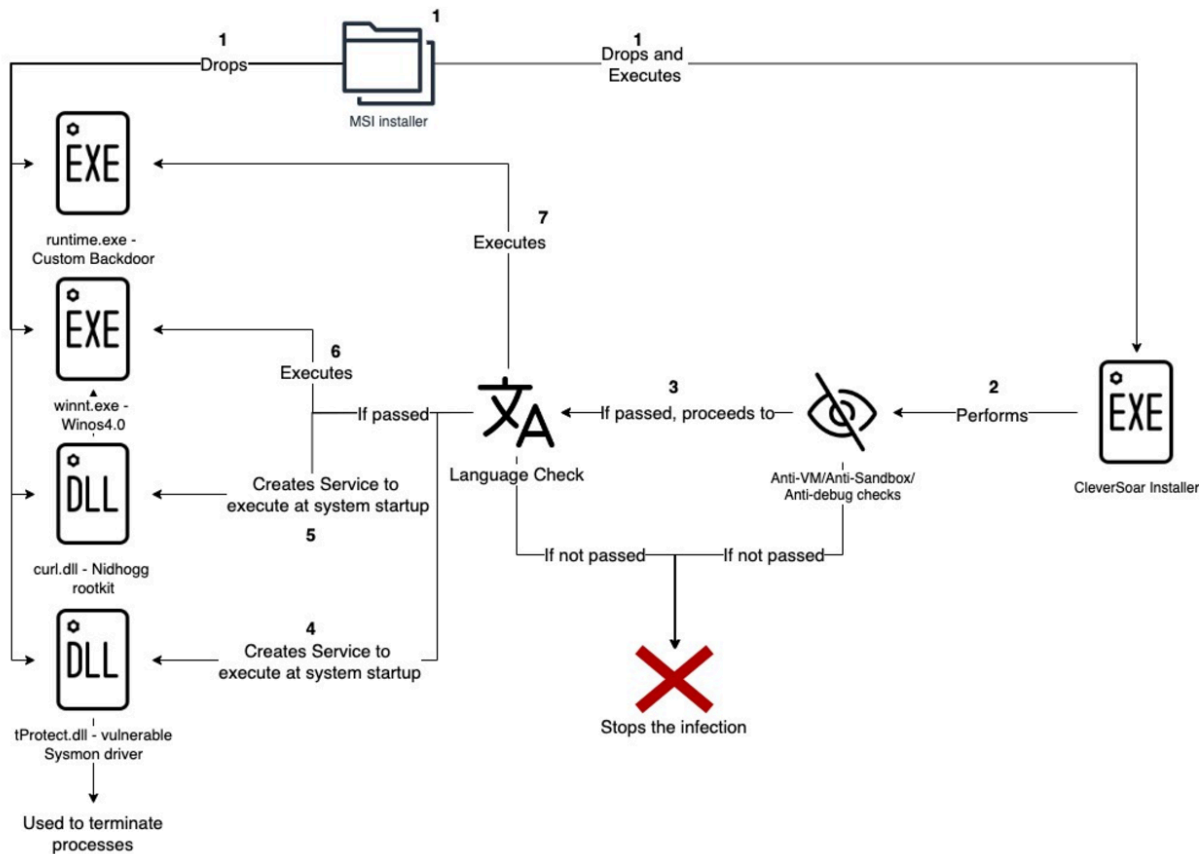 1
1
1
Drops
Drops and
Executes
MSI installer
EXE
runtime.exe -
Custom Backdoor
7
Executes
EXE
winnt.exe -
Winos4.0
6
Executes
If passed
文A
Language Check
3
If passed, proceeds to
Anti-VM/Anti-Sandbox/
Anti-debug checks
2
Performs
EXE
CleverSoar Installer
DLL
curl.dll - Nidhogg
rootkit
Creates Service to
execute at system startup
5
If not passed
If not passed
DLL
tProtect.dll - vulnerable
Sysmon driver
4
Creates Service to
execute at system startup
Stops the infection
Used to terminate
processes